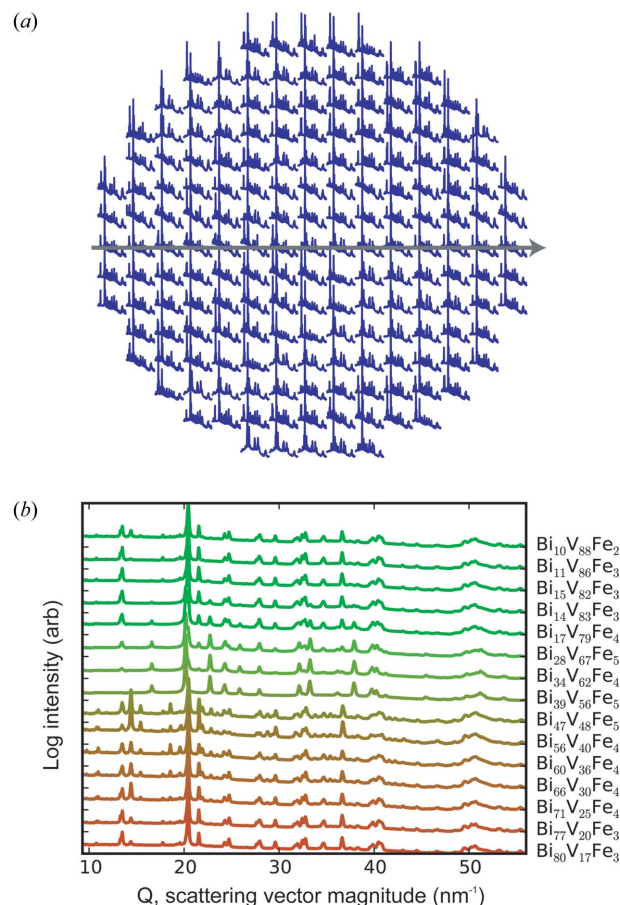 (a)
(b)
Log intensity (arb)
Bi₁₀V₈₈Fe₂
Bi₁₁V₈₆Fe₃
Bi₁₅V₈₂Fe₃
Bi₁₄V₈₃Fe₃
Bi₁₇V₇₉Fe₄
Bi₂₈V₆₇Fe₅
Bi₃₄V₆₂Fe₄
Bi₃₉V₅₆Fe₅
Bi₄₇V₄₈Fe₅
Bi₅₆V₄₀Fe₄
Bi₆₀V₃₆Fe₄
Bi₆₆V₃₀Fe₄
Bi₇₁V₂₅Fe₄
Bi₇₇V₂₀Fe₃
Bi₈₀V₁₇Fe₃
10 20 30 40 50
Q, scattering vector magnitude (nm⁻¹)